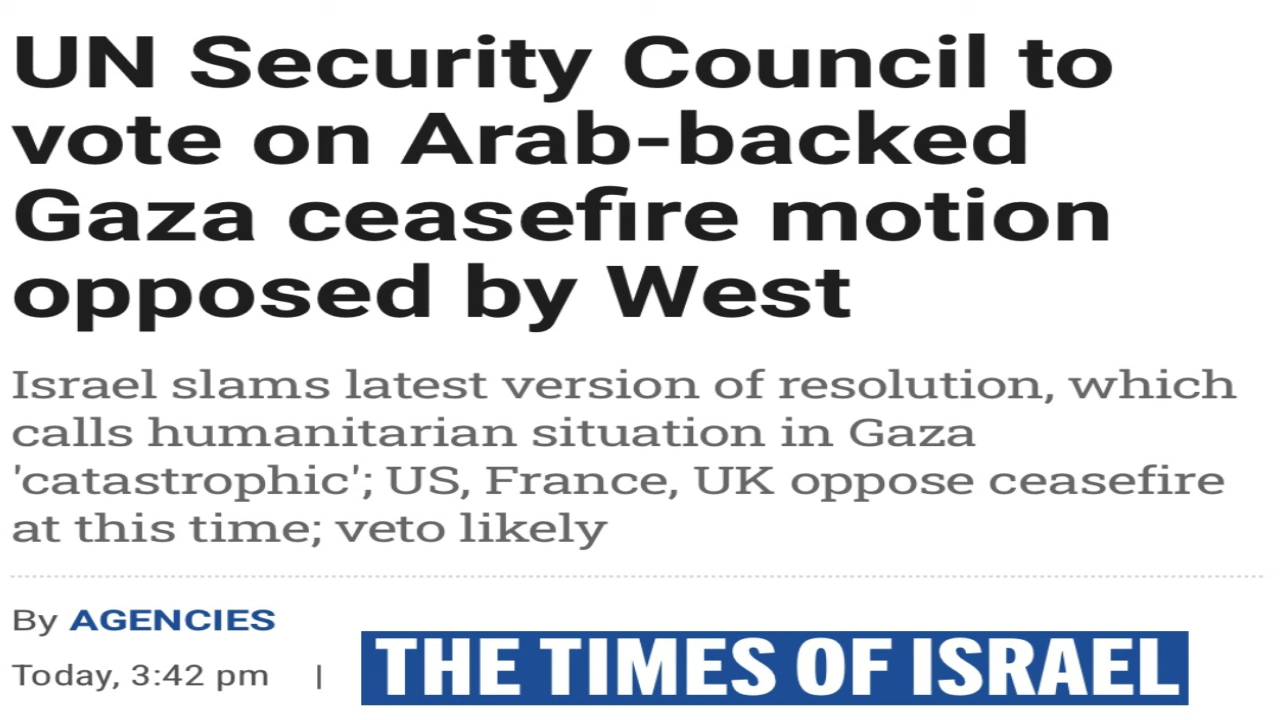 UN Security Council to
vote on Arab-backed
Gaza ceasefire motion
opposed by West
Israel slams latest version of resolution, which
calls humanitarian situation in Gaza
'catastrophic'; US, France, UK oppose ceasefire
at this time; veto likely
By AGENCIES
Today, 3:42 pm |
THE TIMES OF ISRAEL